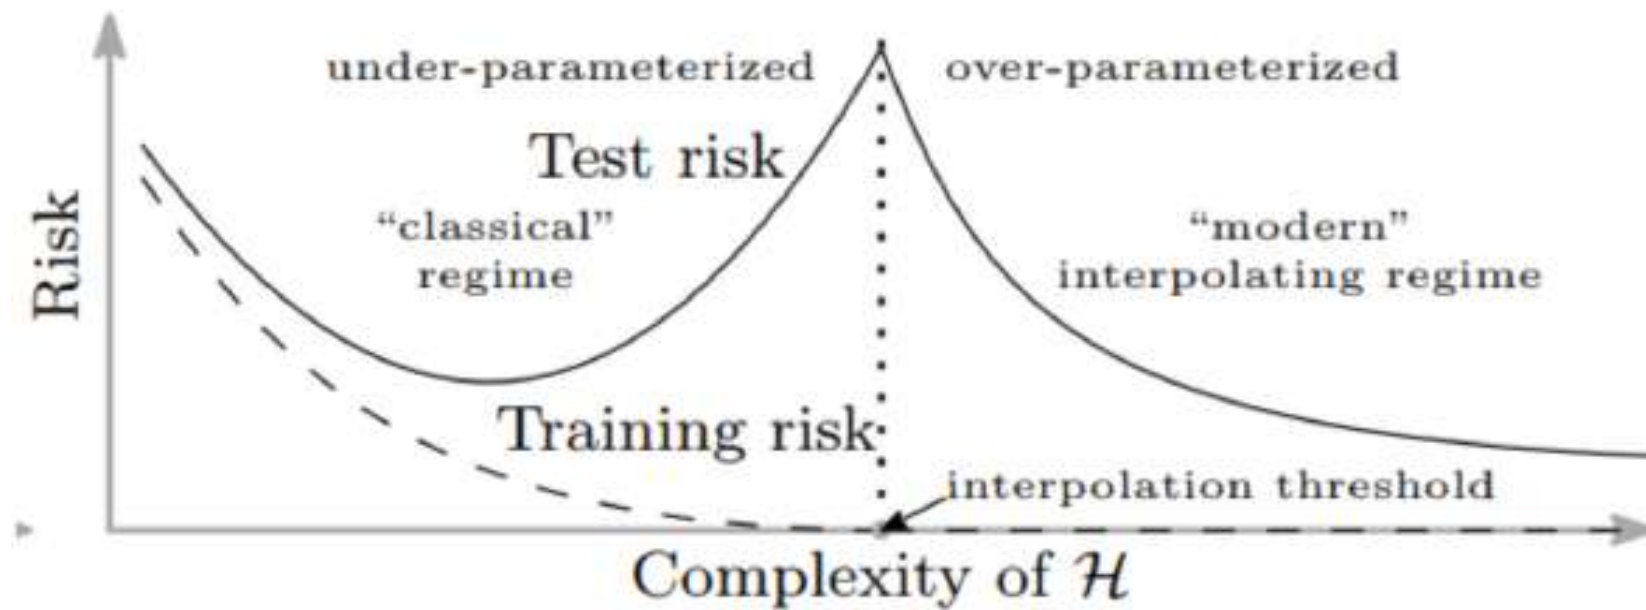 under-parameterized
over-parameterized
Test risk
“classical”
regime
“modern”
interpolating regime
Risk
Training risk
interpolation threshold
Complexity of ℋ